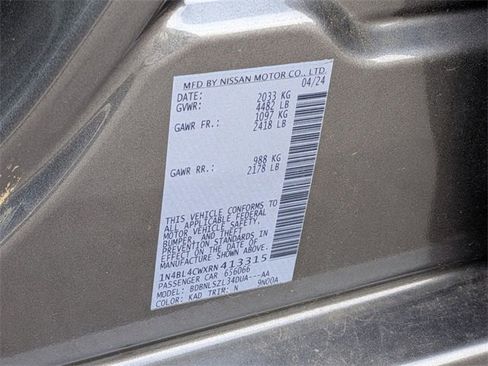 MFD BY NISSAN MOTOR CO., LTD.
DATE: 04/24
GVWR: 2033 KG
4482 LB
GAWR FR.: 1097 KG
2418 LB
GAWR RR.: 988 KG
2178 LB
THIS VEHICLE CONFORMS TO
ALL APPLICABLE FEDERAL
MOTOR VEHICLE SAFETY,
BUMPER, AND THEFT
PREVENTION STANDARDS IN
EFFECT ON THE DATE OF
MANUFACTURE SHOWN ABOVE.
1N4BL4CWXRN413315
PASSENGER CAR 656066
MODEL: BDBNLSZL34DUA---AA
COLOR: KAD TRIM: N 9N00A